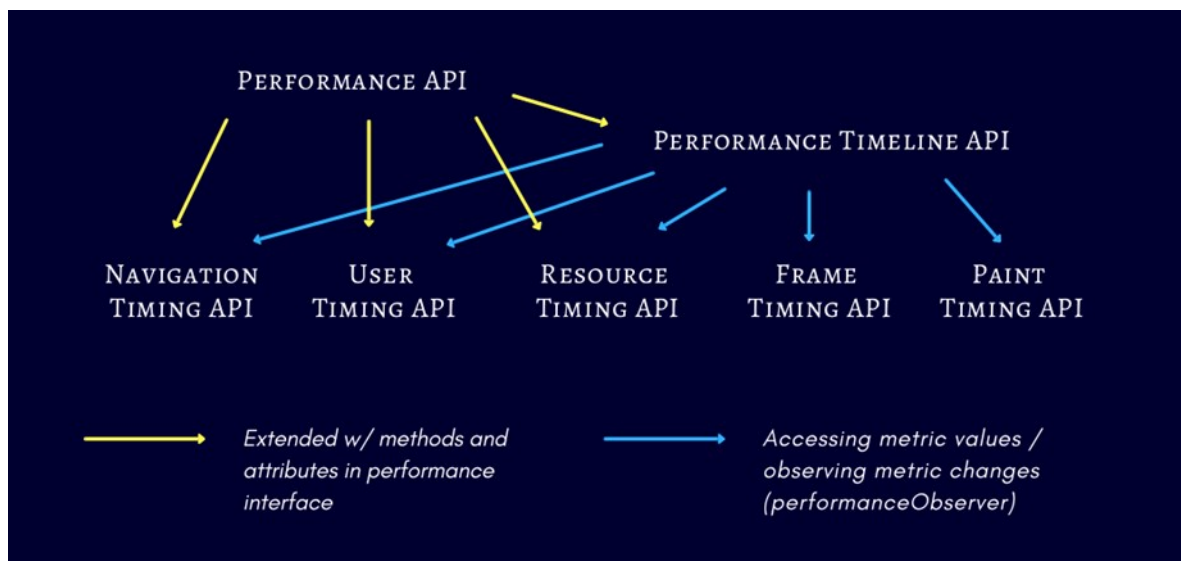 Performance API
Performance Timeline API
Navigation
Timing API
User
Timing API
Resource
Timing API
Frame
Timing API
Paint
Timing API
Extended w/ methods and
attributes in performance
interface
Accessing metric values /
observing metric changes
(performanceObserver)